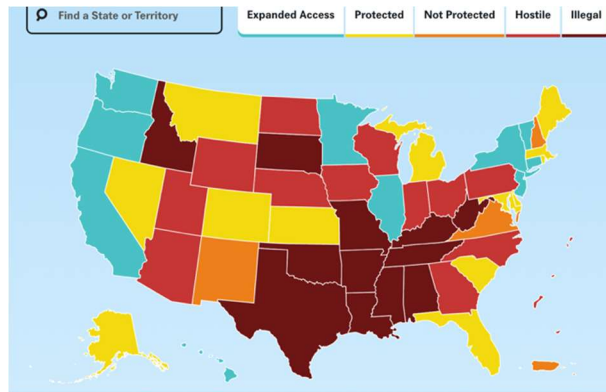 Find a State or Territory
Expanded Access
Protected
Not Protected
Hostile
Illegal